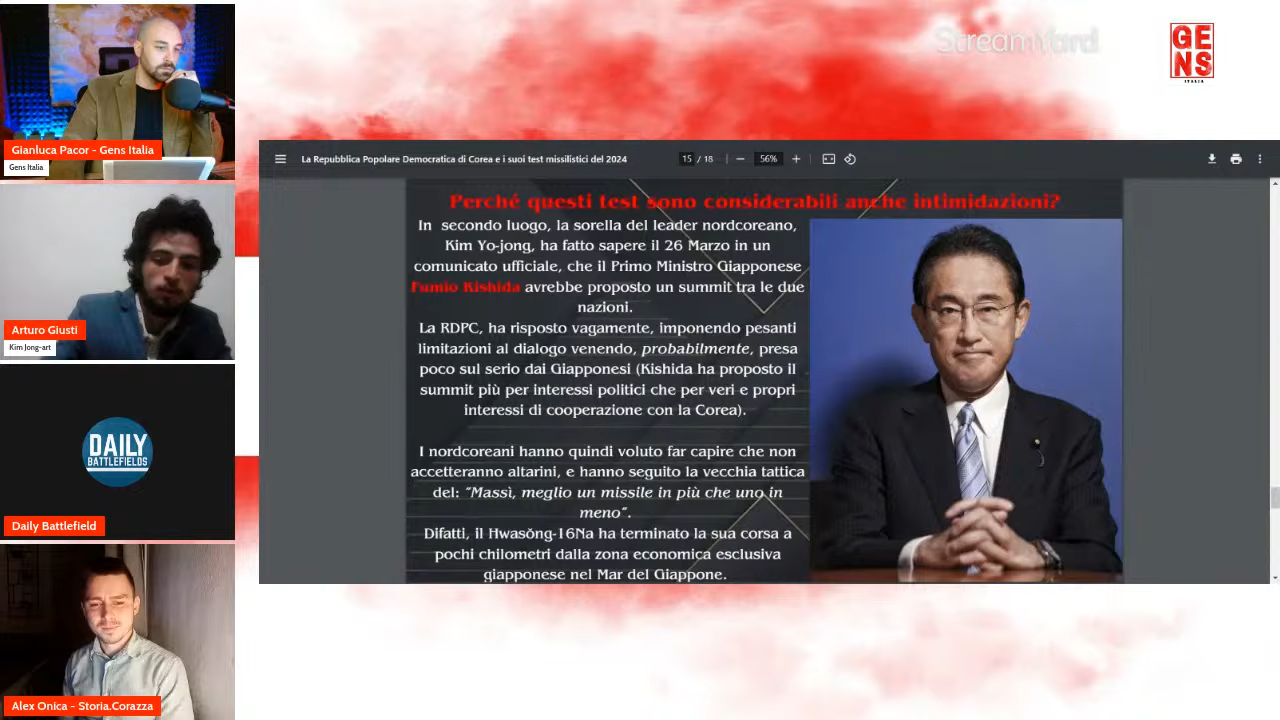 Gianluca Pacor - Gens Italia
Gens Italia
Arturo Giusti
Kim Jong-art
DAILY
BATTLEFIELDS
Daily Battlefield
Alex Onica - Storia.Corazza
StreamYard
GE
NS
ITALIA
La Repubblica Popolare Democratica di Corea e i suoi test missilistici del 2024
15 / 18
56%
Perché questi test sono considerabili anche intimidazioni?
In secondo luogo, la sorella del leader nordcoreano,
Kim Yo-jong, ha fatto sapere il 26 Marzo in un
comunicato ufficiale, che il Primo Ministro Giapponese
Fumio Kishida avrebbe proposto un summit tra le due
nazioni.
La RDPC, ha risposto vagamente, imponendo pesanti
limitazioni al dialogo venendo, probabilmente, presa
poco sul serio dai Giapponesi (Kishida ha proposto il
summit più per interessi politici che per veri e propri
interessi di cooperazione con la Corea).
I nordcoreani hanno quindi voluto far capire che non
accetteranno altarini, e hanno seguito la vecchia tattica
del: "Massì, meglio un missile in più che uno in
meno".
Difatti, il Hwasŏng-16Na ha terminato la sua corsa a
pochi chilometri dalla zona economica esclusiva
giapponese nel Mar del Giappone.